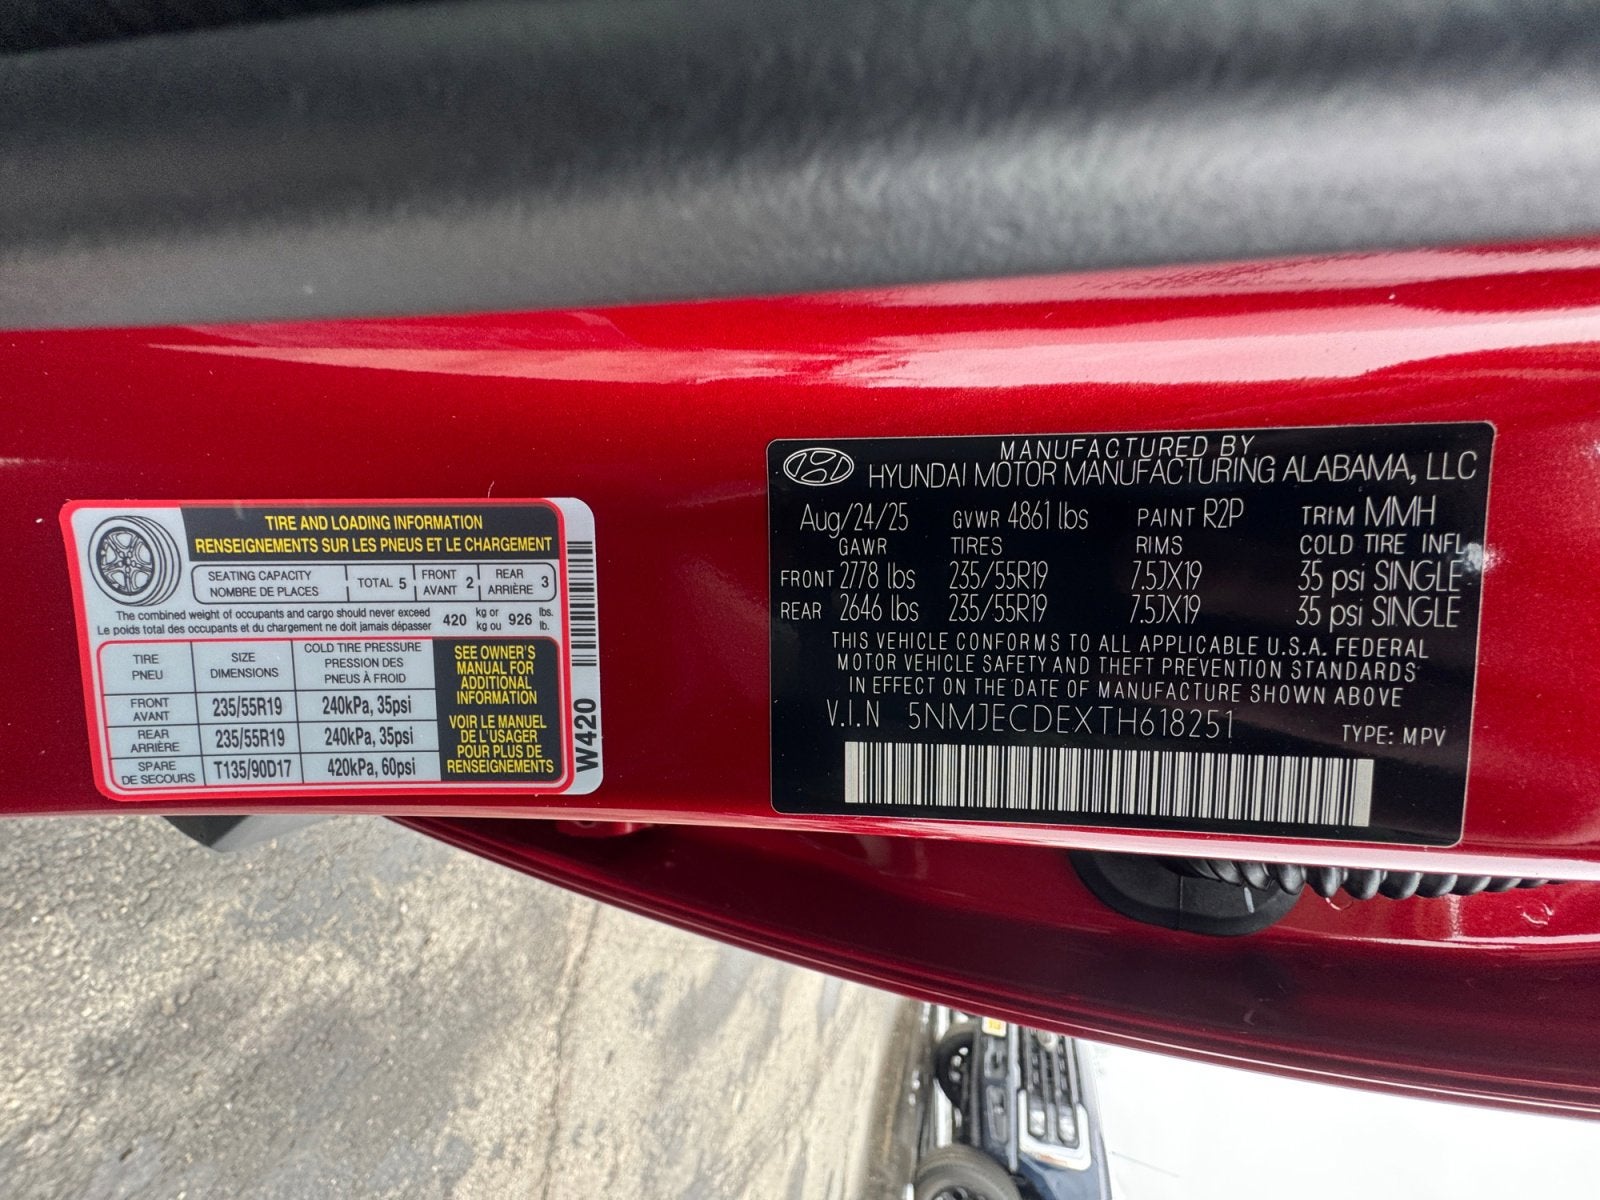 TIRE AND LOADING INFORMATION
RENSEIGNEMENTS SUR LES PNEUS ET LE CHARGEMENT
SEATING CAPACITY
NOMBRE DE PLACES
TOTAL 5
FRONT
AVANT 2
REAR
ARRIÈRE 3
The combined weight of occupants and cargo should never exceed 420 kg or 926 lbs.
Le poids total des occupants et du chargement ne doit jamais dépasser kg ou lb.
TIRE
PNEU
SIZE
DIMENSIONS
COLD TIRE PRESSURE
PRESSION DES
PNEUS À FROID
FRONT
AVANT
235/55R19
240kPa, 35psi
REAR
ARRIÈRE
235/55R19
240kPa, 35psi
SPARE
DE SECOURS
T135/90D17
420kPa, 60psi
SEE OWNER'S
MANUAL FOR
ADDITIONAL
INFORMATION
VOIR LE MANUEL
DE L'USAGER
POUR PLUS DE
RENSEIGNEMENTS
W420
MANUFACTURED BY
HYUNDAI MOTOR MANUFACTURING ALABAMA, LLC
Aug/24/25 GVWR 4861 lbs PAINT R2P TRIM MMH
GAWR TIRES RIMS COLD TIRE INFL
FRONT 2778 lbs 235/55R19 7.5JX19 35 psi SINGLE
REAR 2646 lbs 235/55R19 7.5JX19 35 psi SINGLE
THIS VEHICLE CONFORMS TO ALL APPLICABLE U.S.A. FEDERAL
MOTOR VEHICLE SAFETY AND THEFT PREVENTION STANDARDS
IN EFFECT ON THE DATE OF MANUFACTURE SHOWN ABOVE
V.I.N 5NMJECDEXTH618251 TYPE: MPV